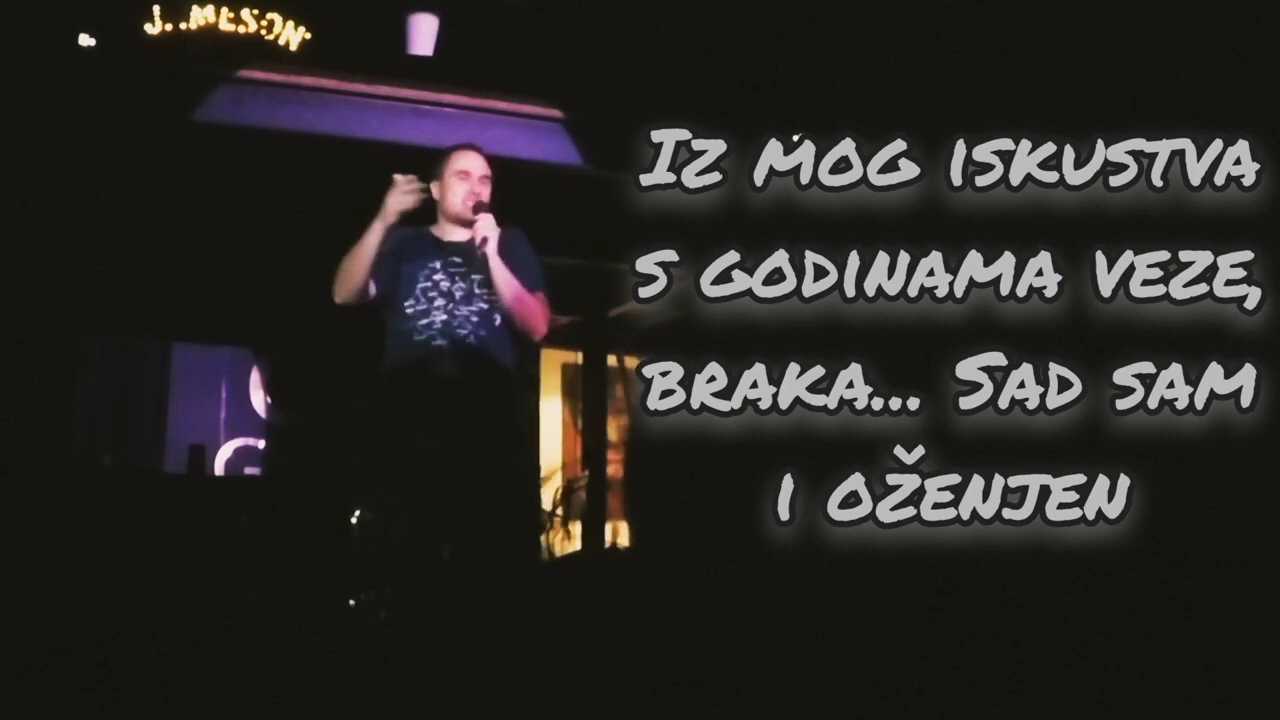 J..MESON
Iz mog iskustva
s godinama veze,
braka... Sad sam
i oženjen
G